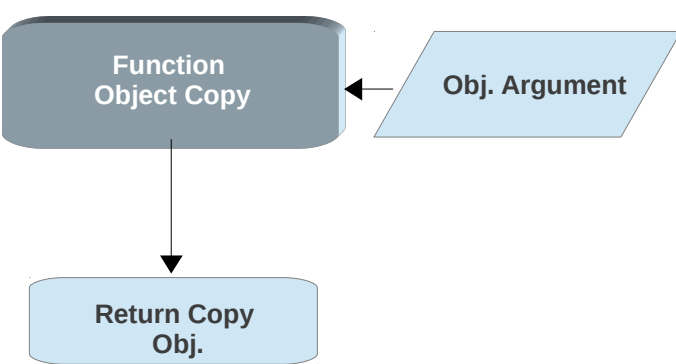 Function
Object Copy
Obj. Argument
Return Copy
Obj.